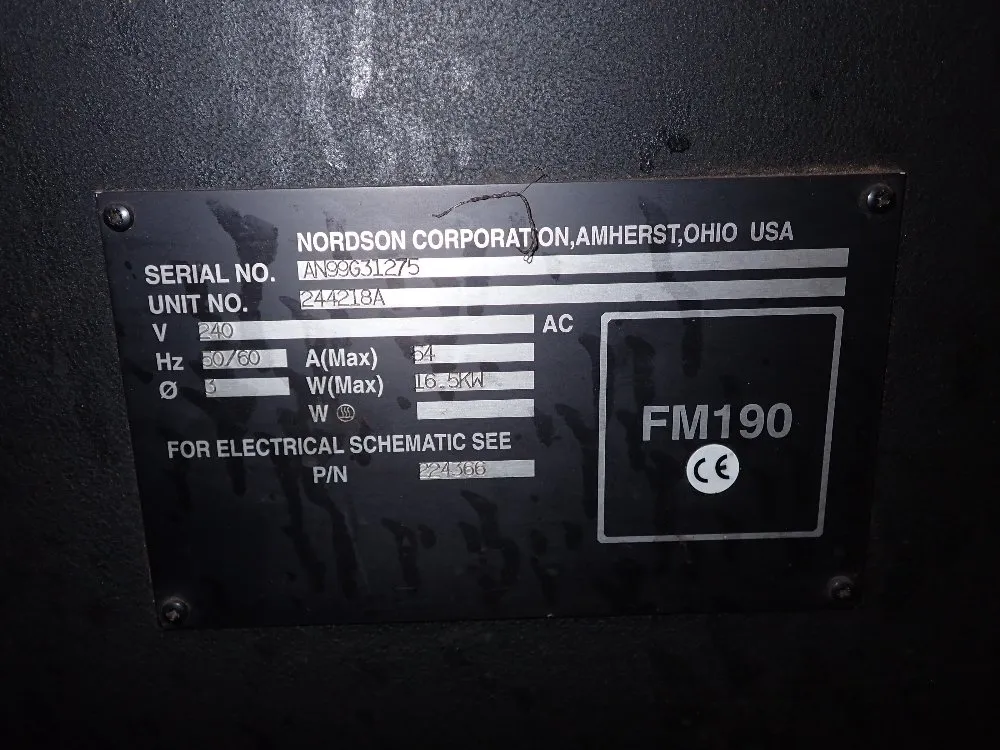 NORDSON CORPORATION,AMHERST,OHIO USA
SERIAL NO. AN99G31275
UNIT NO. 244218A
V 240 AC
Hz 50/60 A(Max) 54
Ø 3 W(Max) 16.5KW
W
FOR ELECTRICAL SCHEMATIC SEE
P/N 224366
FM190
CE